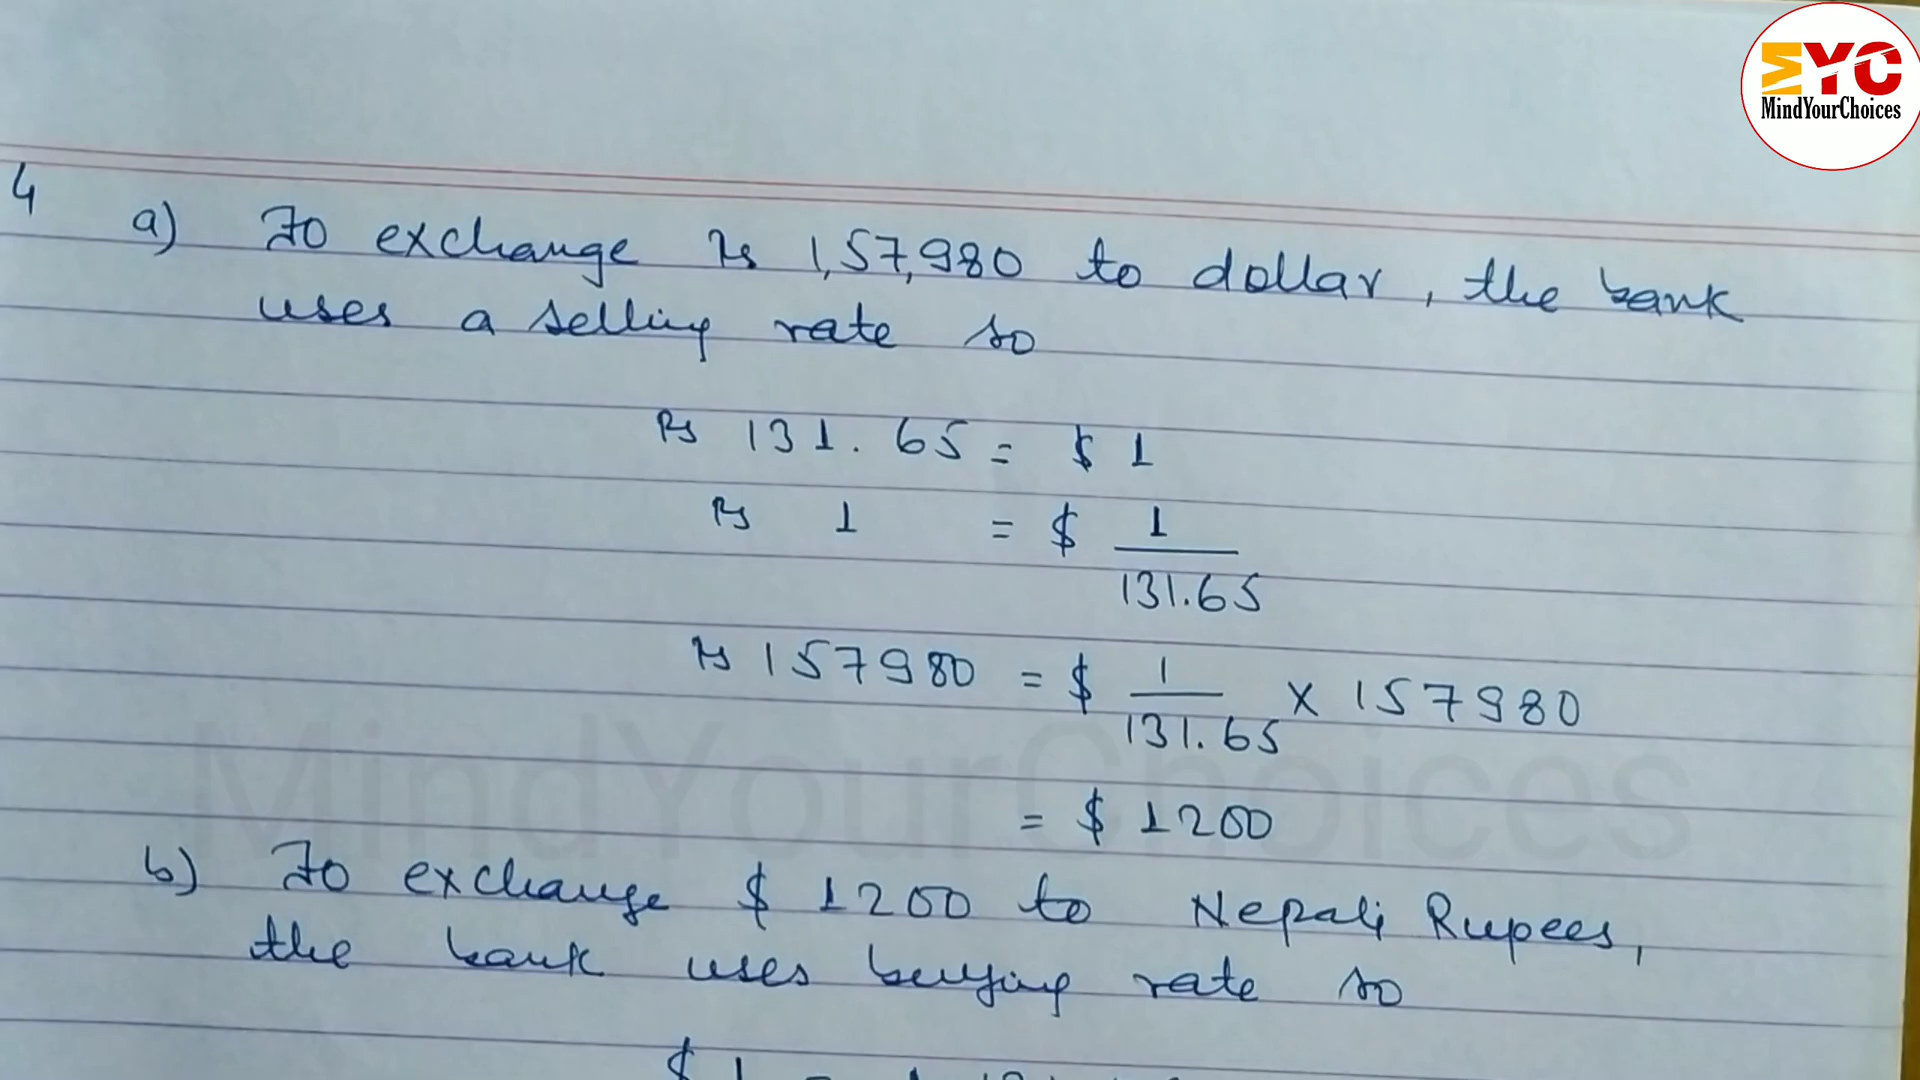 MYC
MindYourChoices
4
a) To exchange Rs 1,57,980 to dollar, the bank
uses a selling rate so
Rs 131.65 = $ 1
Rs 1 = $ 1/131.65
Rs 157980 = $ 1/131.65 × 157980
= $ 1200
MindYourChoices
b) To exchange $ 1200 to Nepali Rupees,
the bank uses buying rate so
$ 1 =